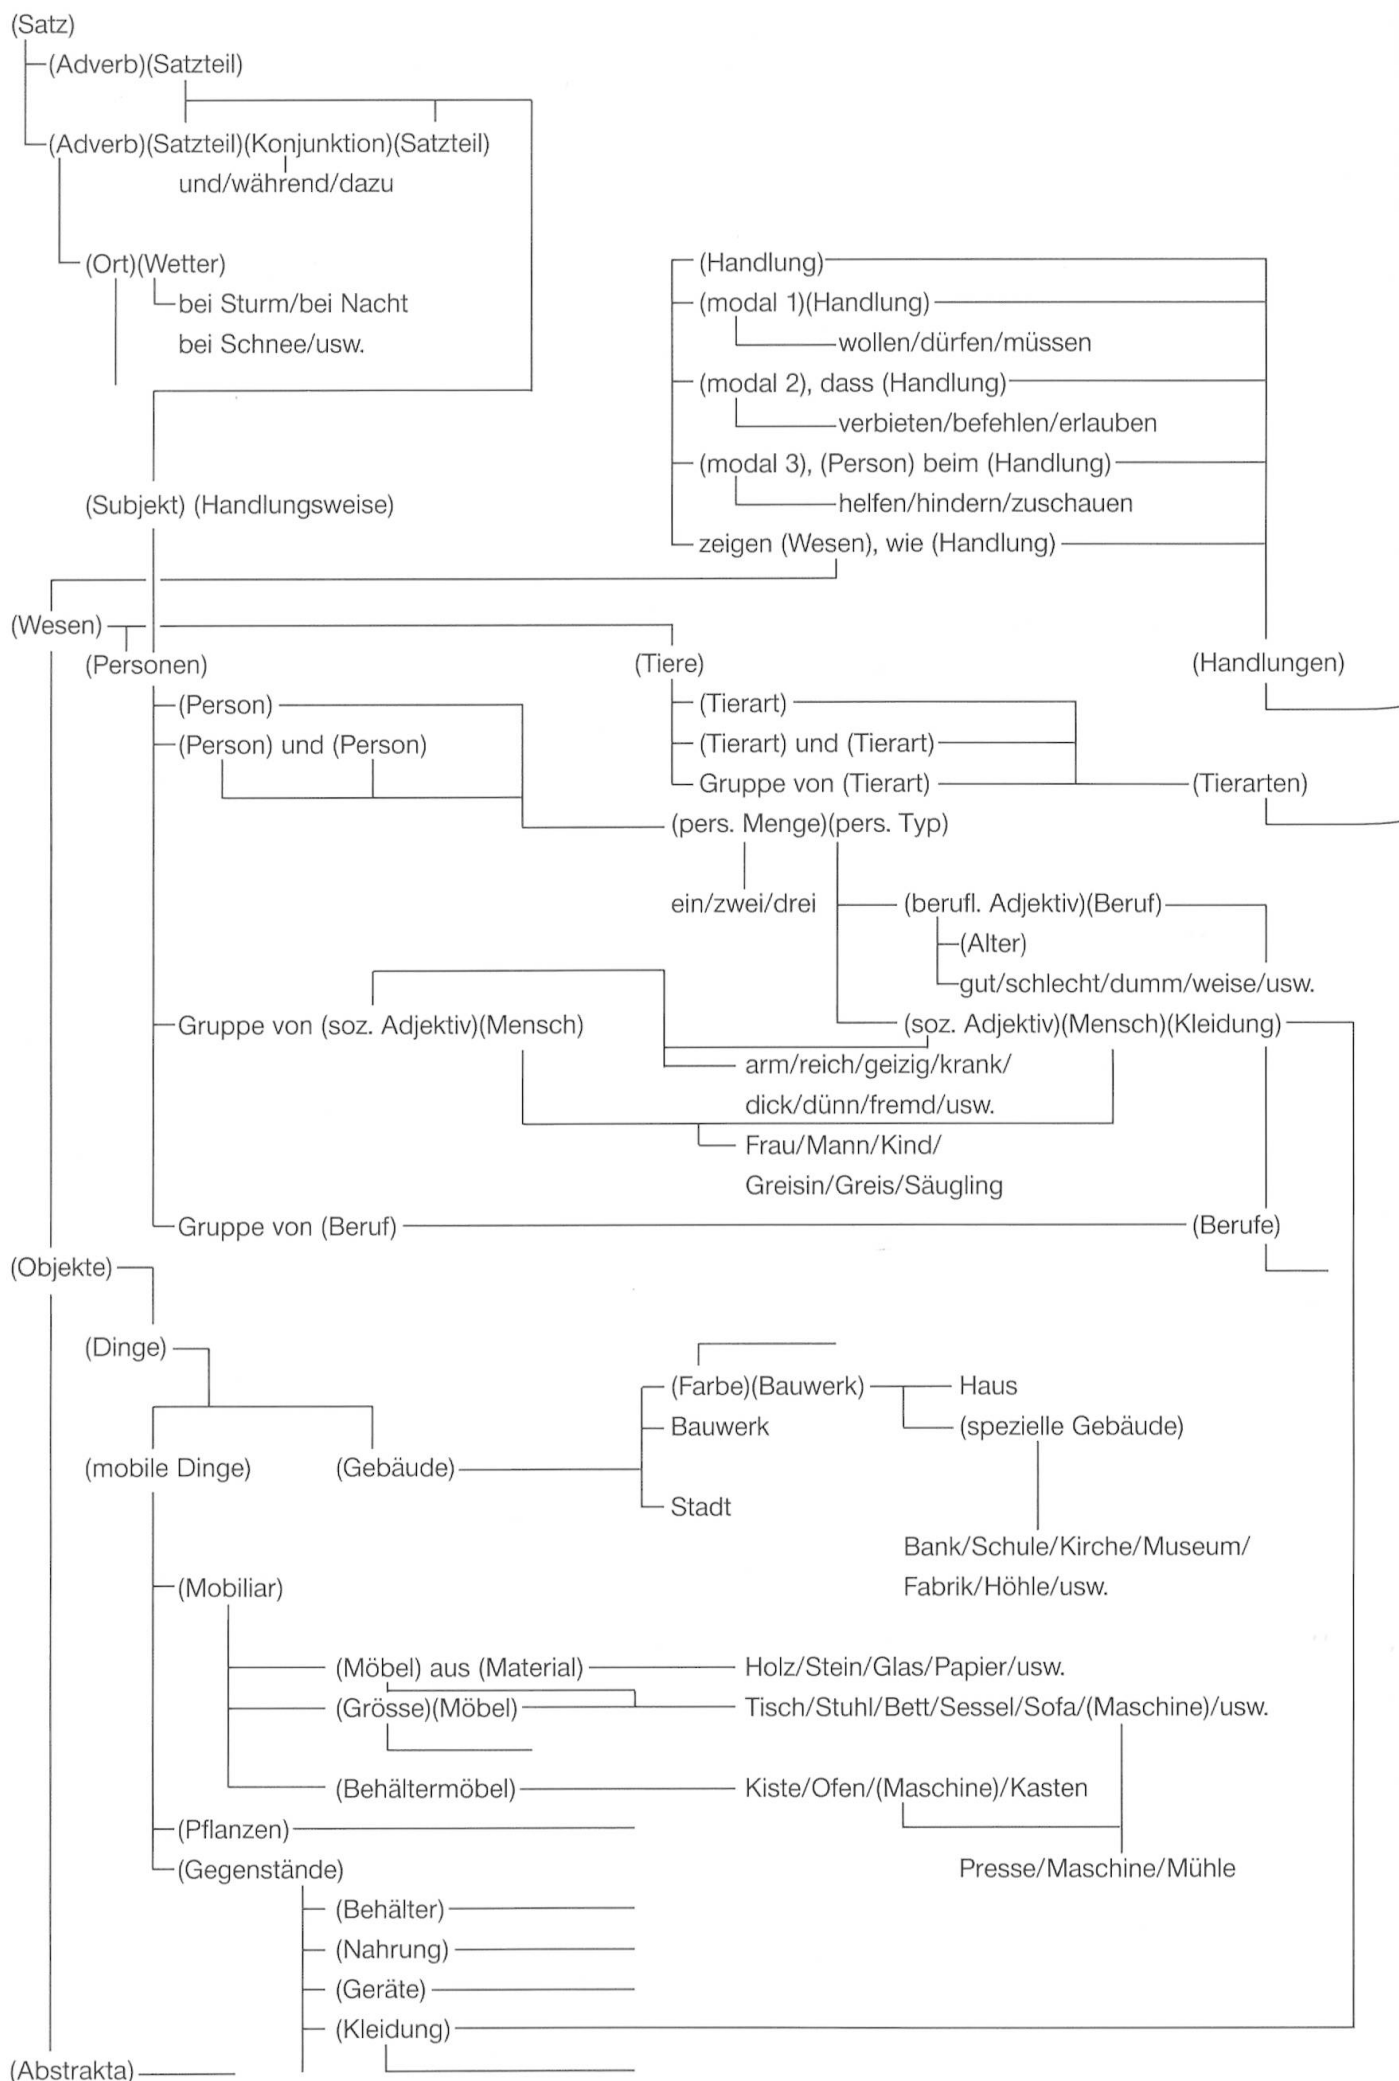 (Satz)
(Adverb)(Satzteil)
(Adverb)(Satzteil)(Konjunktion)(Satzteil)
und/während/dazu
(Ort)(Wetter)
bei Sturm/bei Nacht
bei Schnee/usw.
(Handlung)
(modal 1)(Handlung)
wollen/dürfen/müssen
(modal 2), dass (Handlung)
verbieten/befehlen/erlauben
(modal 3), (Person) beim (Handlung)
helfen/hindern/zuschauen
(Subjekt) (Handlungsweise)
zeigen (Wesen), wie (Handlung)
(Wesen)
(Personen)
(Tiere)
(Handlungen)
(Person)
(Tierart)
(Person) und (Person)
(Tierart) und (Tierart)
Gruppe von (Tierart)
(Tierarten)
(pers. Menge)(pers. Typ)
ein/zwei/drei
(berufl. Adjektiv)(Beruf)
(Alter)
gut/schlecht/dumm/weise/usw.
Gruppe von (soz. Adjektiv)(Mensch)
(soz. Adjektiv)(Mensch)(Kleidung)
arm/reich/geizig/krank/
dick/dünn/fremd/usw.
Frau/Mann/Kind/
Greisin/Greis/Säugling
Gruppe von (Beruf)
(Berufe)
(Objekte)
(Dinge)
(Farbe)(Bauwerk)
Haus
Bauwerk
(spezielle Gebäude)
(mobile Dinge)
(Gebäude)
Stadt
Bank/Schule/Kirche/Museum/
Fabrik/Höhle/usw.
(Mobiliar)
(Möbel) aus (Material)
Holz/Stein/Glas/Papier/usw.
(Grösse)(Möbel)
Tisch/Stuhl/Bett/Sessel/Sofa/(Maschine)/usw.
(Behältermöbel)
Kiste/Ofen/(Maschine)/Kasten
(Pflanzen)
(Gegenstände)
Presse/Maschine/Mühle
(Behälter)
(Nahrung)
(Geräte)
(Kleidung)
(Abstrakta)